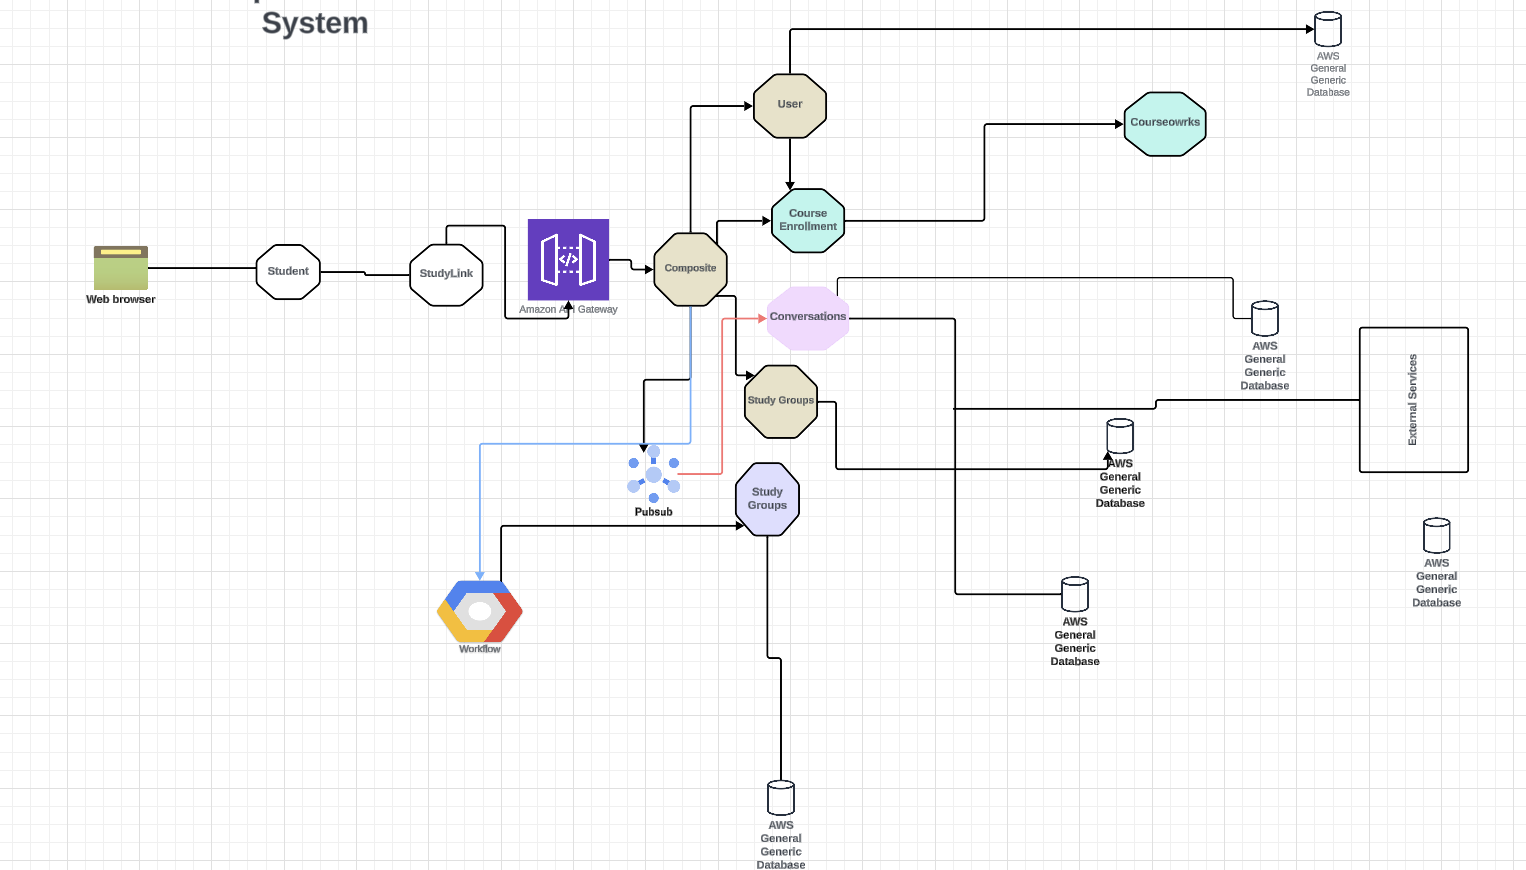 System
AWS
General
Generic
Database
User
Courseowrks
Course
Enrollment
Student
StudyLink
Composite
Web browser
Amazon API Gateway
Conversations
AWS
General
Generic
Database
External Services
Study Groups
AWS
General
Generic
Database
Study
Groups
Pubsub
AWS
General
Generic
Database
AWS
General
Generic
Database
Workflow
AWS
General
Generic
Database